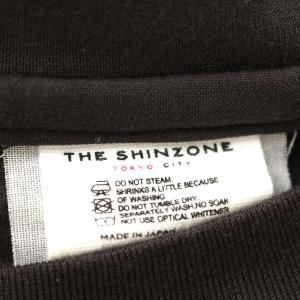 THE SHINZONE
TOKYO CITY
DO NOT STEAM.
SHRINKS A LITTLE BECAUSE
OF WASHING
DO NOT TUMBLE DRY.
SEPARATELY WASH. NO SOAK
NOT USE OPTICAL WHITENER
MADE IN JAPAN